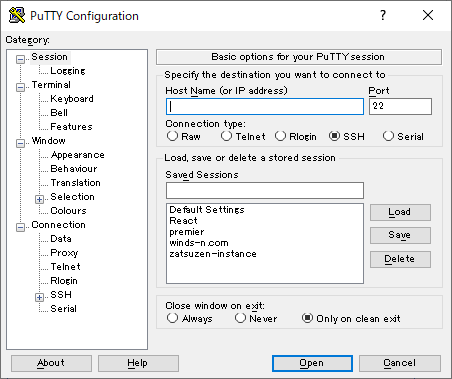 PuTTY Configuration
?
×
Category:
Session
Logging
Terminal
Keyboard
Bell
Features
Window
Appearance
Behaviour
Translation
Selection
Colours
Connection
Data
Proxy
Telnet
Rlogin
SSH
Serial
Basic options for your PuTTY session
Specify the destination you want to connect to
Host Name (or IP address) Port
22
Connection type:
Raw Telnet Rlogin SSH Serial
Load, save or delete a stored session
Saved Sessions
Default Settings
React
premier
winds-n.com
zatsuzen-instance
Load
Save
Delete
Close window on exit:
Always Never Only on clean exit
About Help Open Cancel